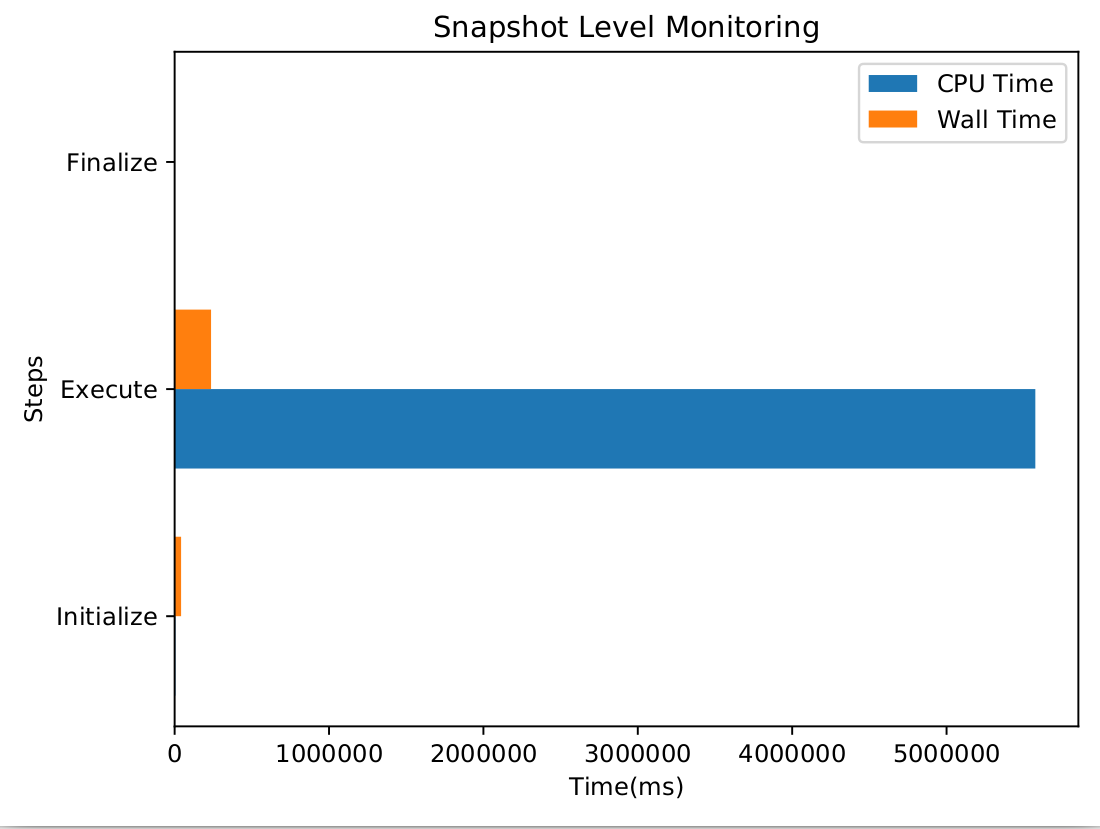 Snapshot Level Monitoring
CPU Time
Wall Time
Finalize
Execute
Initialize
Steps
0 1000000 2000000 3000000 4000000 5000000
Time(ms)